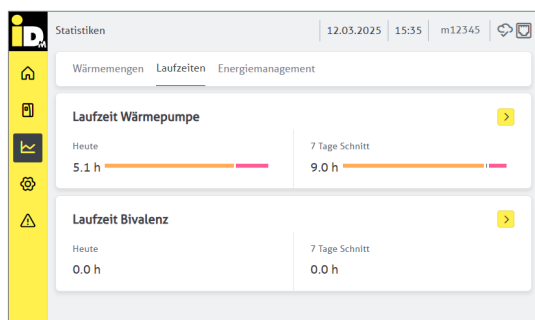 iDM
Statistiken
12.03.2025
15:35
m12345
Wärmemengen Laufzeiten Energiemanagement
Laufzeit Wärmepumpe
Heute
5.1 h
7 Tage Schnitt
9.0 h
Laufzeit Bivalenz
Heute
0.0 h
7 Tage Schnitt
0.0 h